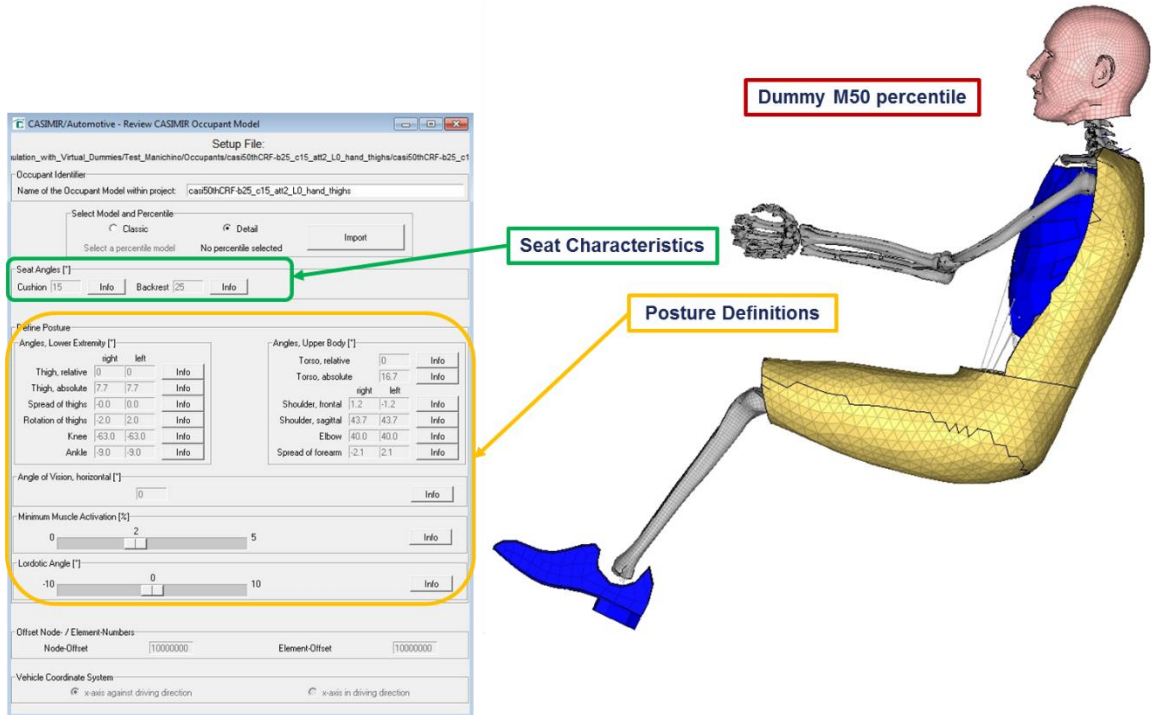 CASIMIR/Automotive - Review CASIMIR Occupant Model
Setup File:
ulation_with_Virtual_Dummies/Test_Manichino/Occupants/casi50thCRF-b25_c15_att2_L0_hand_thighs/casi50thCRF-b25_c1
Occupant Identifier
Name of the Occupant Model within project: casi50thCRF-b25_c15_att2_L0_hand_thighs
Select Model and Percentile
Classic Detail Import
Select a percentile model No percentile selected
Seat Angles [°]
Cushion 15 Info Backrest 25 Info
Define Posture
Angles, Lower Extremity [°]
right left
Thigh, relative 0 0 Info
Thigh, absolute 7.7 7.7 Info
Spread of thighs -0.0 0.0 Info
Rotation of thighs -2.0 2.0 Info
Knee -63.0 -63.0 Info
Ankle -9.0 -9.0 Info
Angles, Upper Body [°]
Torso, relative 0 Info
Torso, absolute 16.7 Info
right left
Shoulder, frontal 1.2 -1.2 Info
Shoulder, sagittal 43.7 43.7 Info
Elbow 40.0 40.0 Info
Spread of forearm -2.1 2.1 Info
Angle of Vision, horizontal [°]
0 Info
Minimum Muscle Activation [%]
0 2 5 Info
Lordotic Angle [°]
-10 0 10 Info
Offset Node- / Element-Numbers
Node-Offset 10000000 Element-Offset 10000000
Vehicle Coordinate System
x-axis against driving direction x-axis in driving direction
Dummy M50 percentile
Seat Characteristics
Posture Definitions